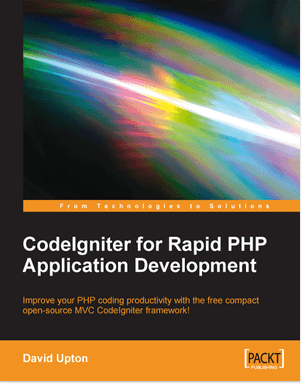 From Technologies to Solutions
CodeIgniter for Rapid PHP
Application Development
Improve your PHP coding productivity with the free compact
open-source MVC CodeIgniter framework!
David Upton
PACKT
PUBLISHING